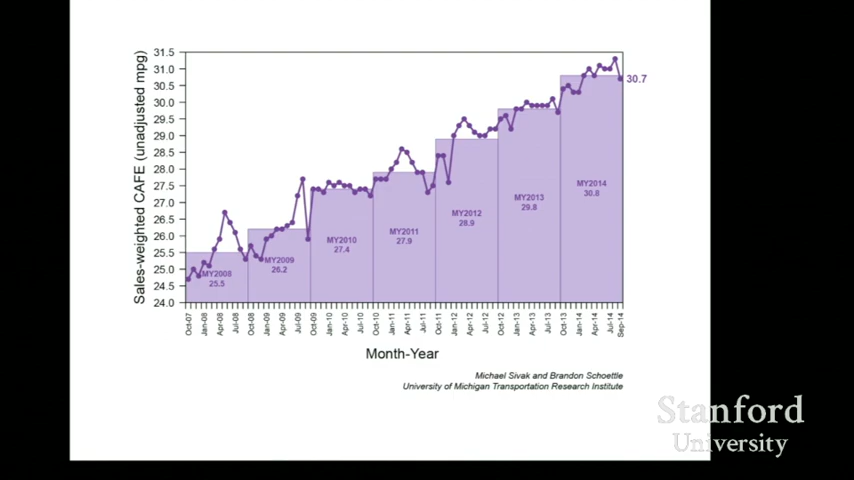 Sales-weighted CAFE (unadjusted mpg)
31.5
31.0
30.5
30.0
29.5
29.0
28.5
28.0
27.5
27.0
26.5
26.0
25.5
25.0
24.5
24.0
30.7
MY2008
25.5
MY2009
26.2
MY2010
27.4
MY2011
27.9
MY2012
28.9
MY2013
29.8
MY2014
30.8
Oct-07
Jan-08
Apr-08
Jul-08
Oct-08
Jan-09
Apr-09
Jul-09
Oct-09
Jan-10
Apr-10
Jul-10
Oct-10
Jan-11
Apr-11
Jul-11
Oct-11
Jan-12
Apr-12
Jul-12
Oct-12
Jan-13
Apr-13
Jul-13
Oct-13
Jan-14
Apr-14
Jul-14
Sep-14
Month-Year
Michael Sivak and Brandon Schoettle
University of Michigan Transportation Research Institute
Stanford
University